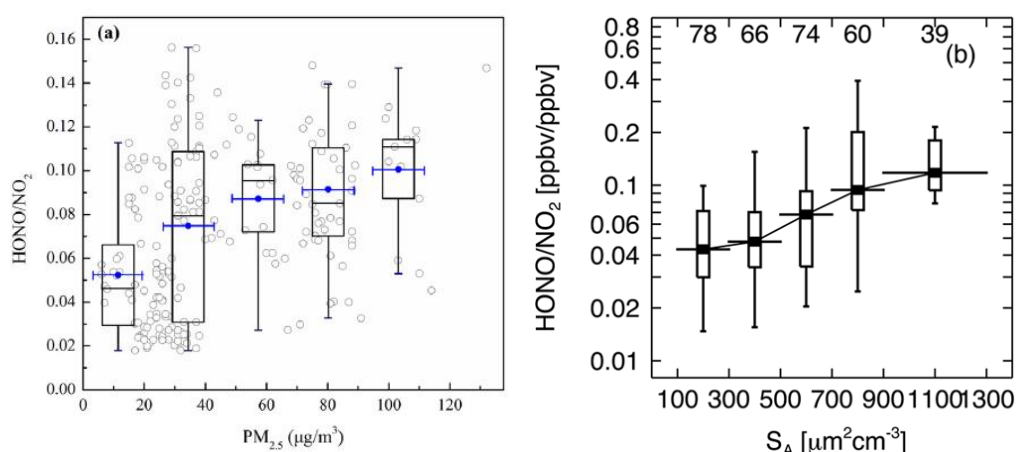 (a)
0.16
0.14
0.12
0.10
0.08
0.06
0.04
0.02
0.00
HONO/NO₂
0 20 40 60 80 100 120
PM₂.₅ (μg/m³)
78 66 74 60 39
(b)
0.8
0.6
0.4
0.2
0.1
0.06
0.04
0.02
0.01
HONO/NO₂ [ppbv/ppbv]
100 300 500 700 900 1100 1300
S_A [μm²cm⁻³]